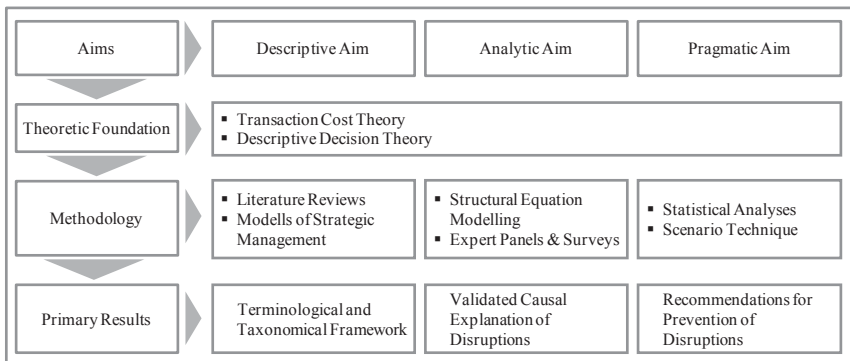 Aims
Descriptive Aim
Analytic Aim
Pragmatic Aim
Theoretic Foundation
▪ Transaction Cost Theory
▪ Descriptive Decision Theory
Methodology
▪ Literature Reviews
▪ Modells of Strategic
Management
▪ Structural Equation
Modelling
▪ Expert Panels & Surveys
▪ Statistical Analyses
▪ Scenario Technique
Primary Results
Terminological and
Taxonomical Framework
Validated Causal
Explanation of
Disruptions
Recommendations for
Prevention of
Disruptions